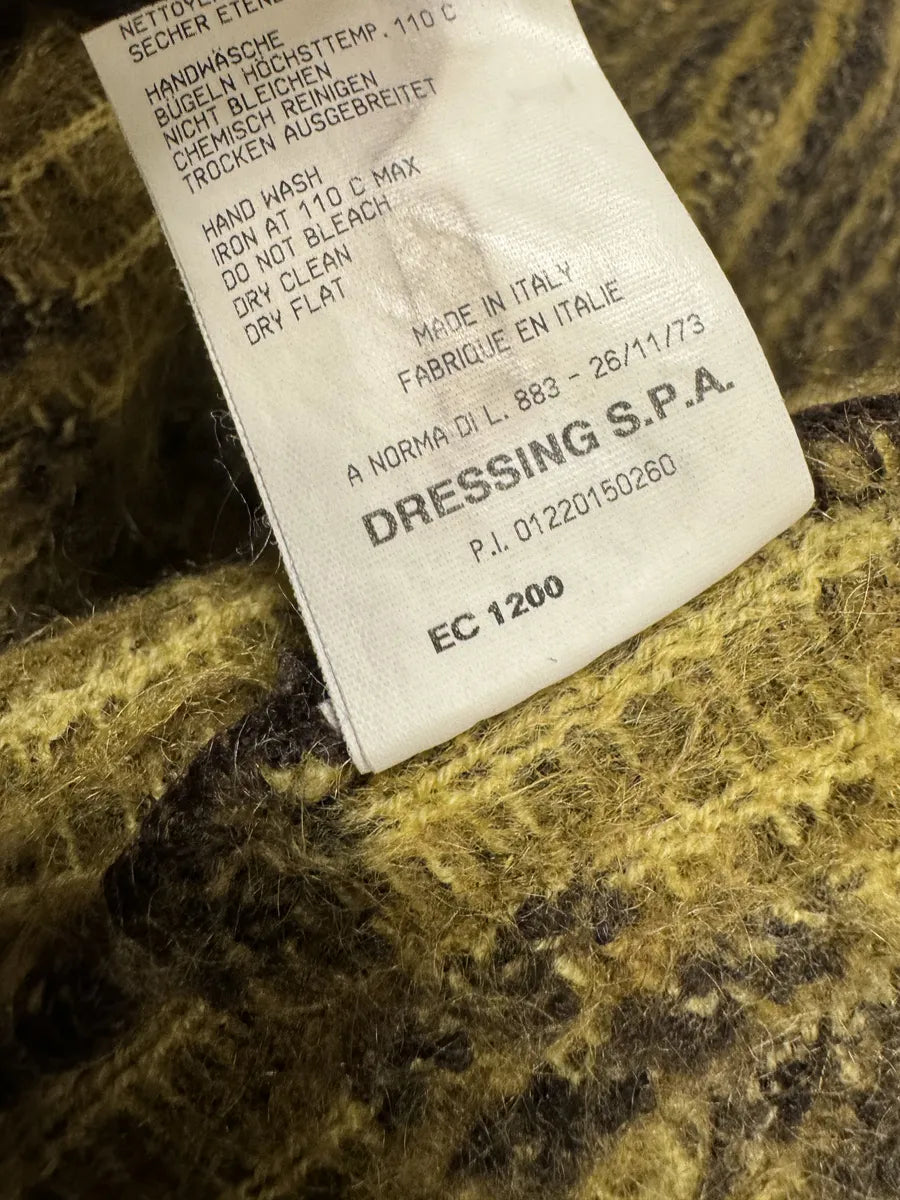 SECHER
HANDWÄSCHE
BÜGELN HÖCHSTTEMP. 110 C
NICHT BLEICHEN
CHEMISCH REINIGEN
TROCKEN AUSGEBREITET
HAND WASH
IRON AT 110 C MAX
DO NOT BLEACH
DRY CLEAN
DRY FLAT
MADE IN ITALY
FABRIQUE EN ITALIE
A NORMA DI L. 883 - 26/11/73
DRESSING S.P.A.
P.I. 01220150260
EC 1200